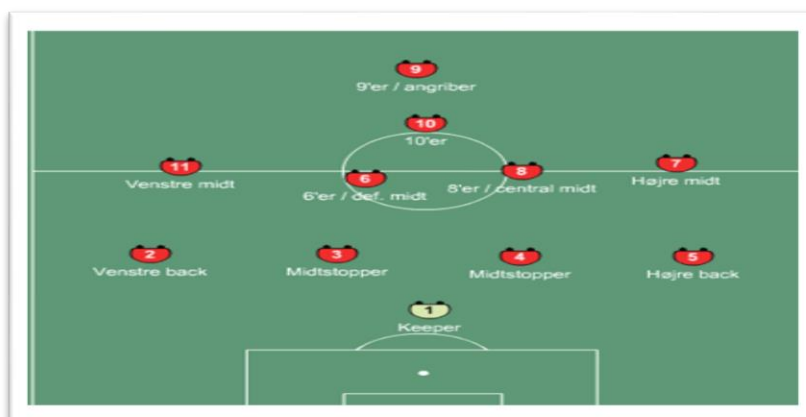 9
9'er / angriber
10
10'er
11
Venstre midt
6
6'er / def. midt
8
8'er / central midt
7
Højre midt
2
Venstre back
3
Midtstopper
4
Midtstopper
5
Højre back
1
Keeper